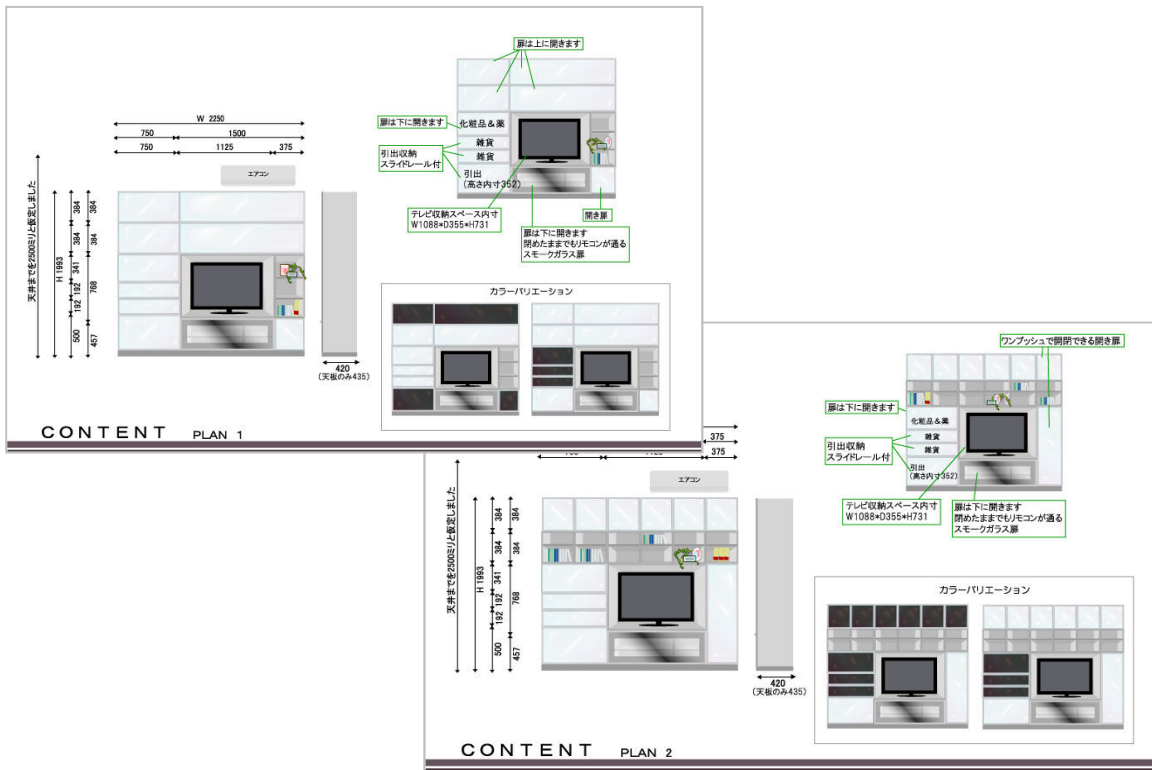 扉は上に開きます
W 2250
750
1500
750
1125
375
エアコン
天井までを2500ミリと仮定しました
H 1993
384
384
341
192
192
500
384
384
768
457
420
(天板のみ435)
扉は下に開きます
化粧品&薬
引出収納
スライドレール付
雑貨
雑貨
引出
(高さ内寸352)
テレビ収納スペース内寸
W1088*D355*H731
開き扉
扉は下に開きます
閉めたままでもリモコンが通る
スモークガラス扉
カラーバリエーション
CONTENT PLAN 1
375
375
エアコン
天井までを2500ミリと仮定しました
H 1993
384
384
341
192
192
500
384
384
768
457
420
(天板のみ435)
ワンプッシュで開閉できる開き扉
扉は下に開きます
化粧品&薬
引出収納
スライドレール付
雑貨
雑貨
引出
(高さ内寸352)
テレビ収納スペース内寸
W1088*D355*H731
扉は下に開きます
閉めたままでもリモコンが通る
スモークガラス扉
カラーバリエーション
CONTENT PLAN 2